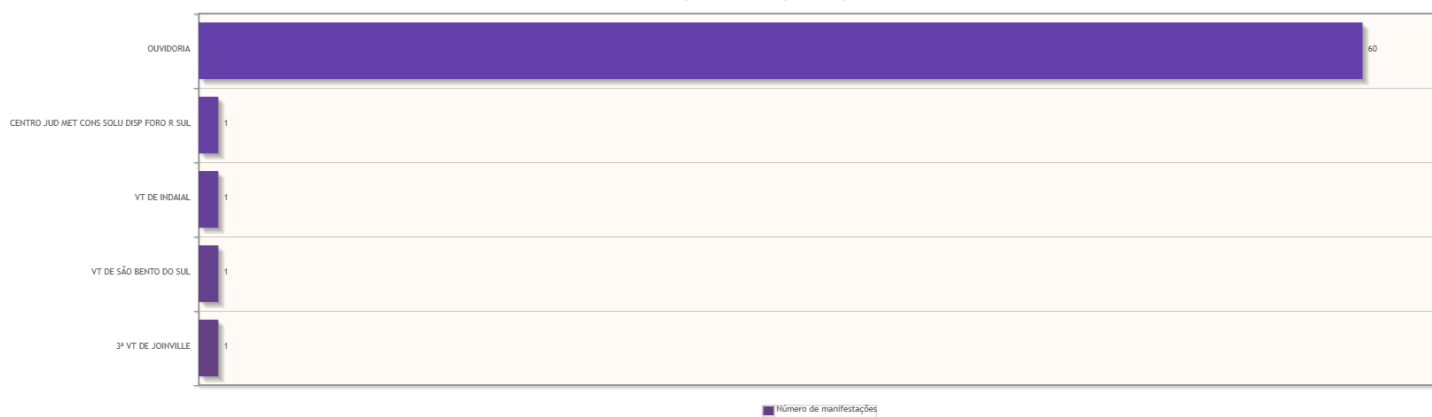 OUVIDORIA
60
CENTRO JUD MET CONS SOLU DISP FORO R SUL
1
VT DE INDAIAL
1
VT DE SÃO BENTO DO SUL
1
3ª VT DE JOINVILLE
1
Número de manifestações